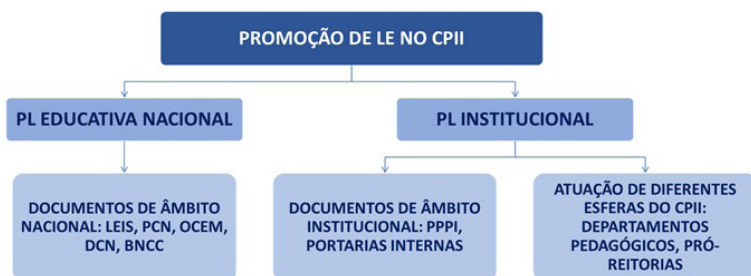 PROMOÇÃO DE LE NO CPII
PL EDUCATIVA NACIONAL
PL INSTITUCIONAL
DOCUMENTOS DE ÂMBITO
NACIONAL: LEIS, PCN, OCEM,
DCN, BNCC
DOCUMENTOS DE ÂMBITO
INSTITUCIONAL: PPPI,
PORTARIAS INTERNAS
ATUAÇÃO DE DIFERENTES
ESFERAS DO CPII:
DEPARTAMENTOS
PEDAGÓGICOS, PRÓ-
REITORIAS